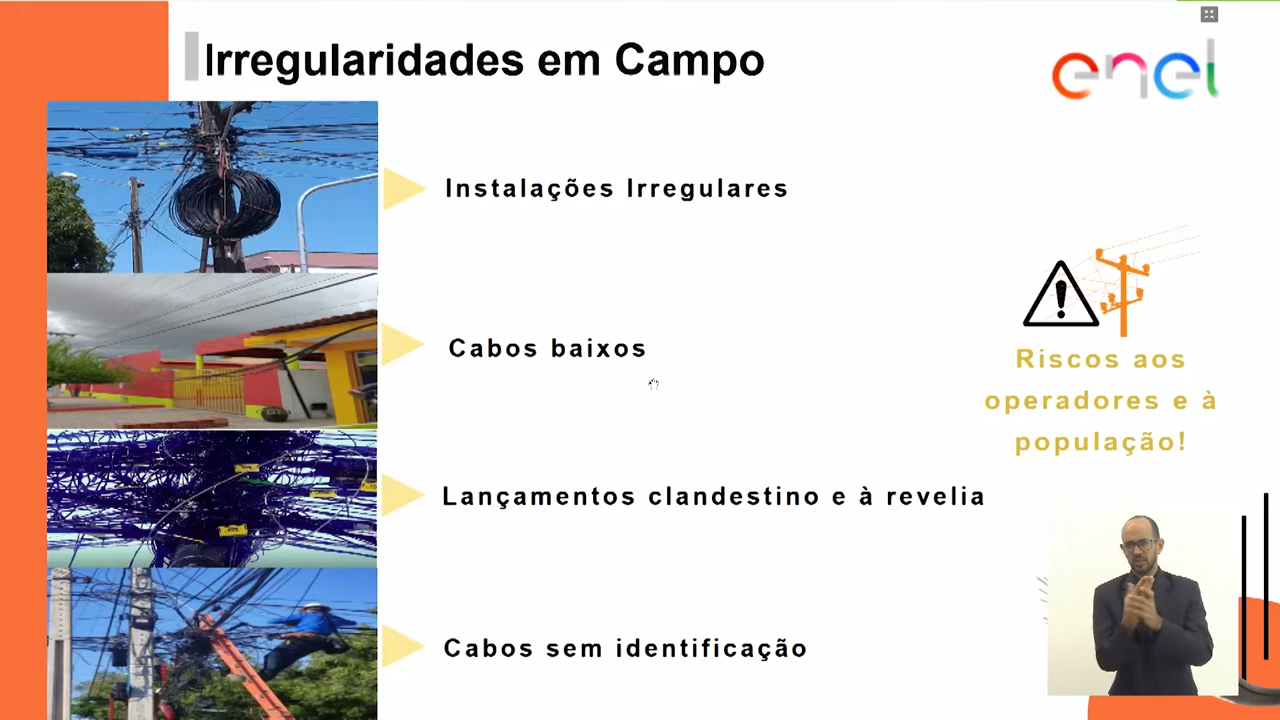 Irregularidades em Campo
enel
Instalações Irregulares
Cabos baixos
Lançamentos clandestino e à revelia
Cabos sem identificação
Riscos aos
operadores e à
população!